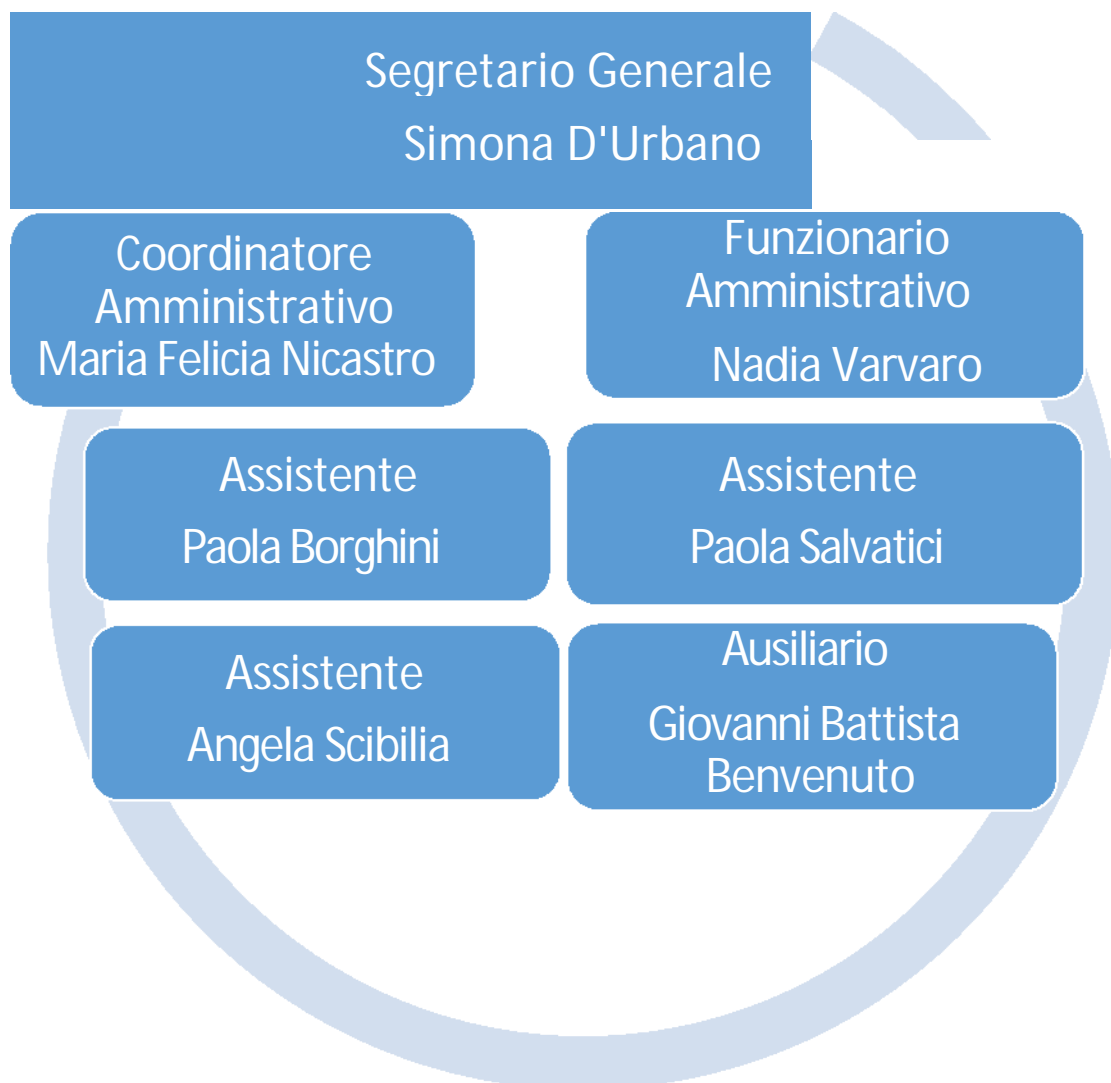 Segretario Generale
Simona D'Urbano
Coordinatore
Amministrativo
Maria Felicia Nicastro
Funzionario
Amministrativo
Nadia Varvaro
Assistente
Paola Borghini
Assistente
Paola Salvatici
Assistente
Angela Scibilia
Ausiliario
Giovanni Battista
Benvenuto